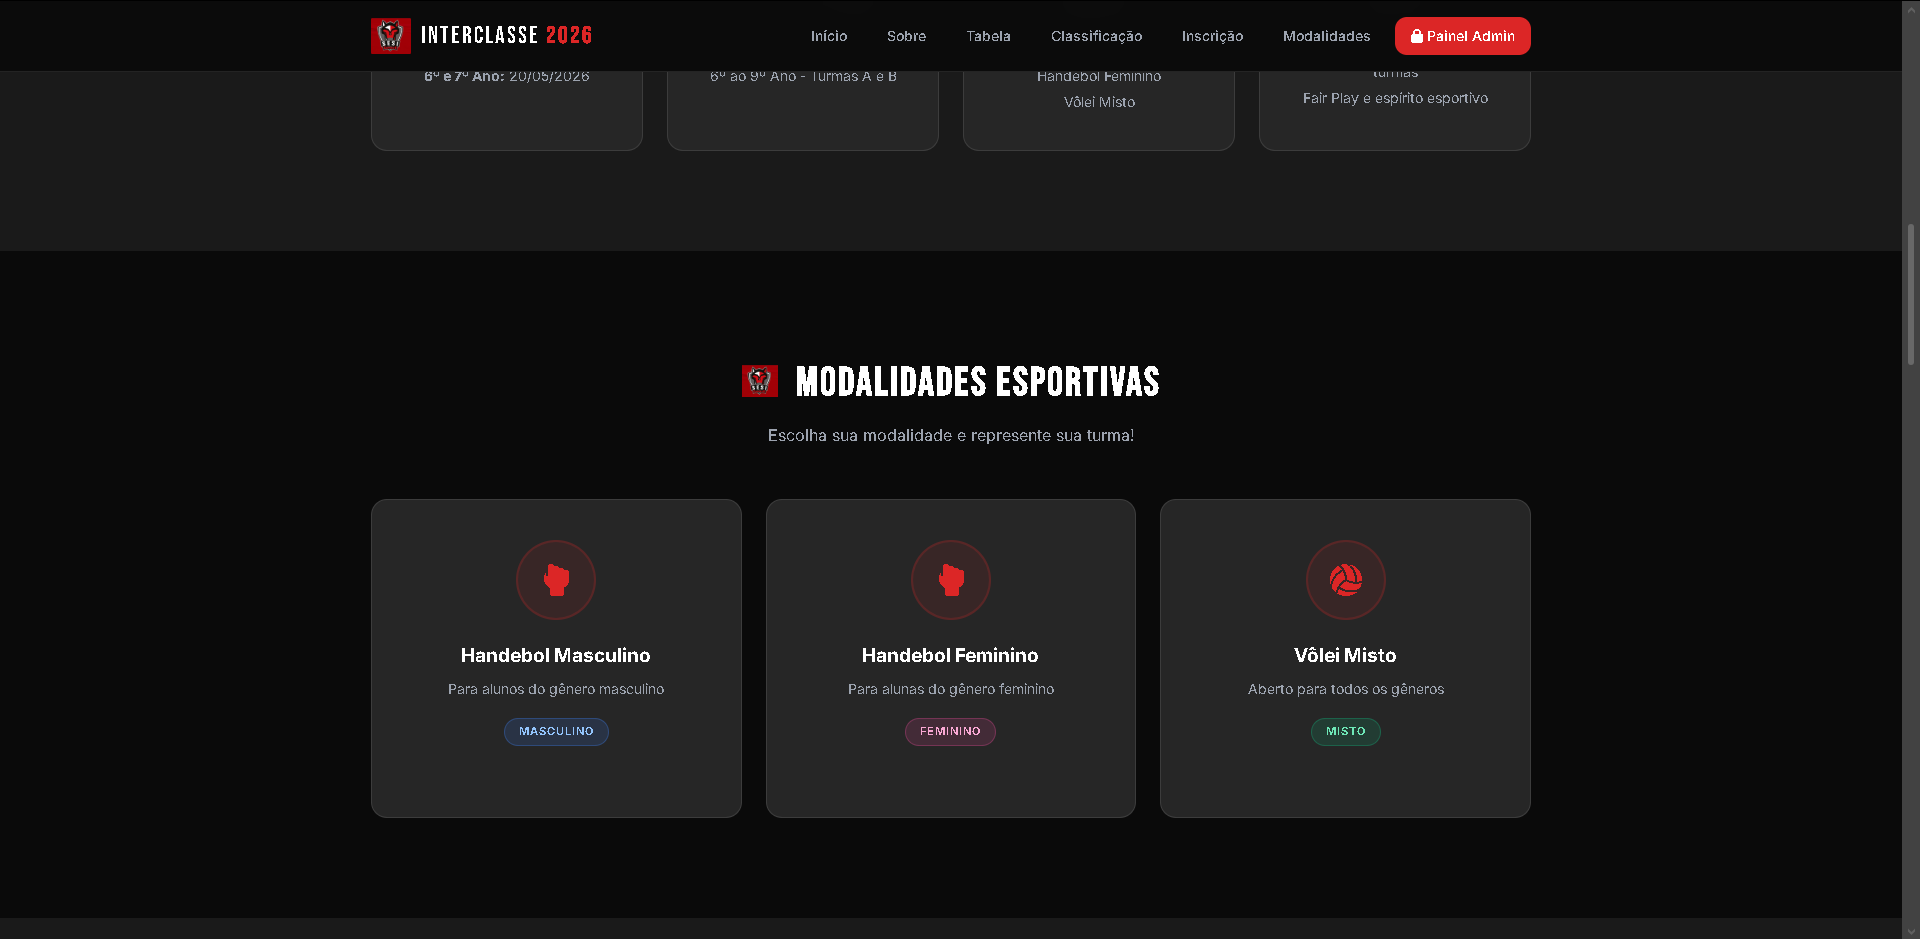 INTERCLASSE 2026
Início
Sobre
Tabela
Classificação
Inscrição
Modalidades
Painel Admin
6º e 7º Ano: 20/05/2026
6º ao 9º Ano - Turmas A e B
Handebol Feminino
Vôlei Misto
turmas
Fair Play e espírito esportivo
SESI
MODALIDADES ESPORTIVAS
Escolha sua modalidade e represente sua turma!
Handebol Masculino
Para alunos do gênero masculino
MASCULINO
Handebol Feminino
Para alunas do gênero feminino
FEMININO
Vôlei Misto
Aberto para todos os gêneros
MISTO